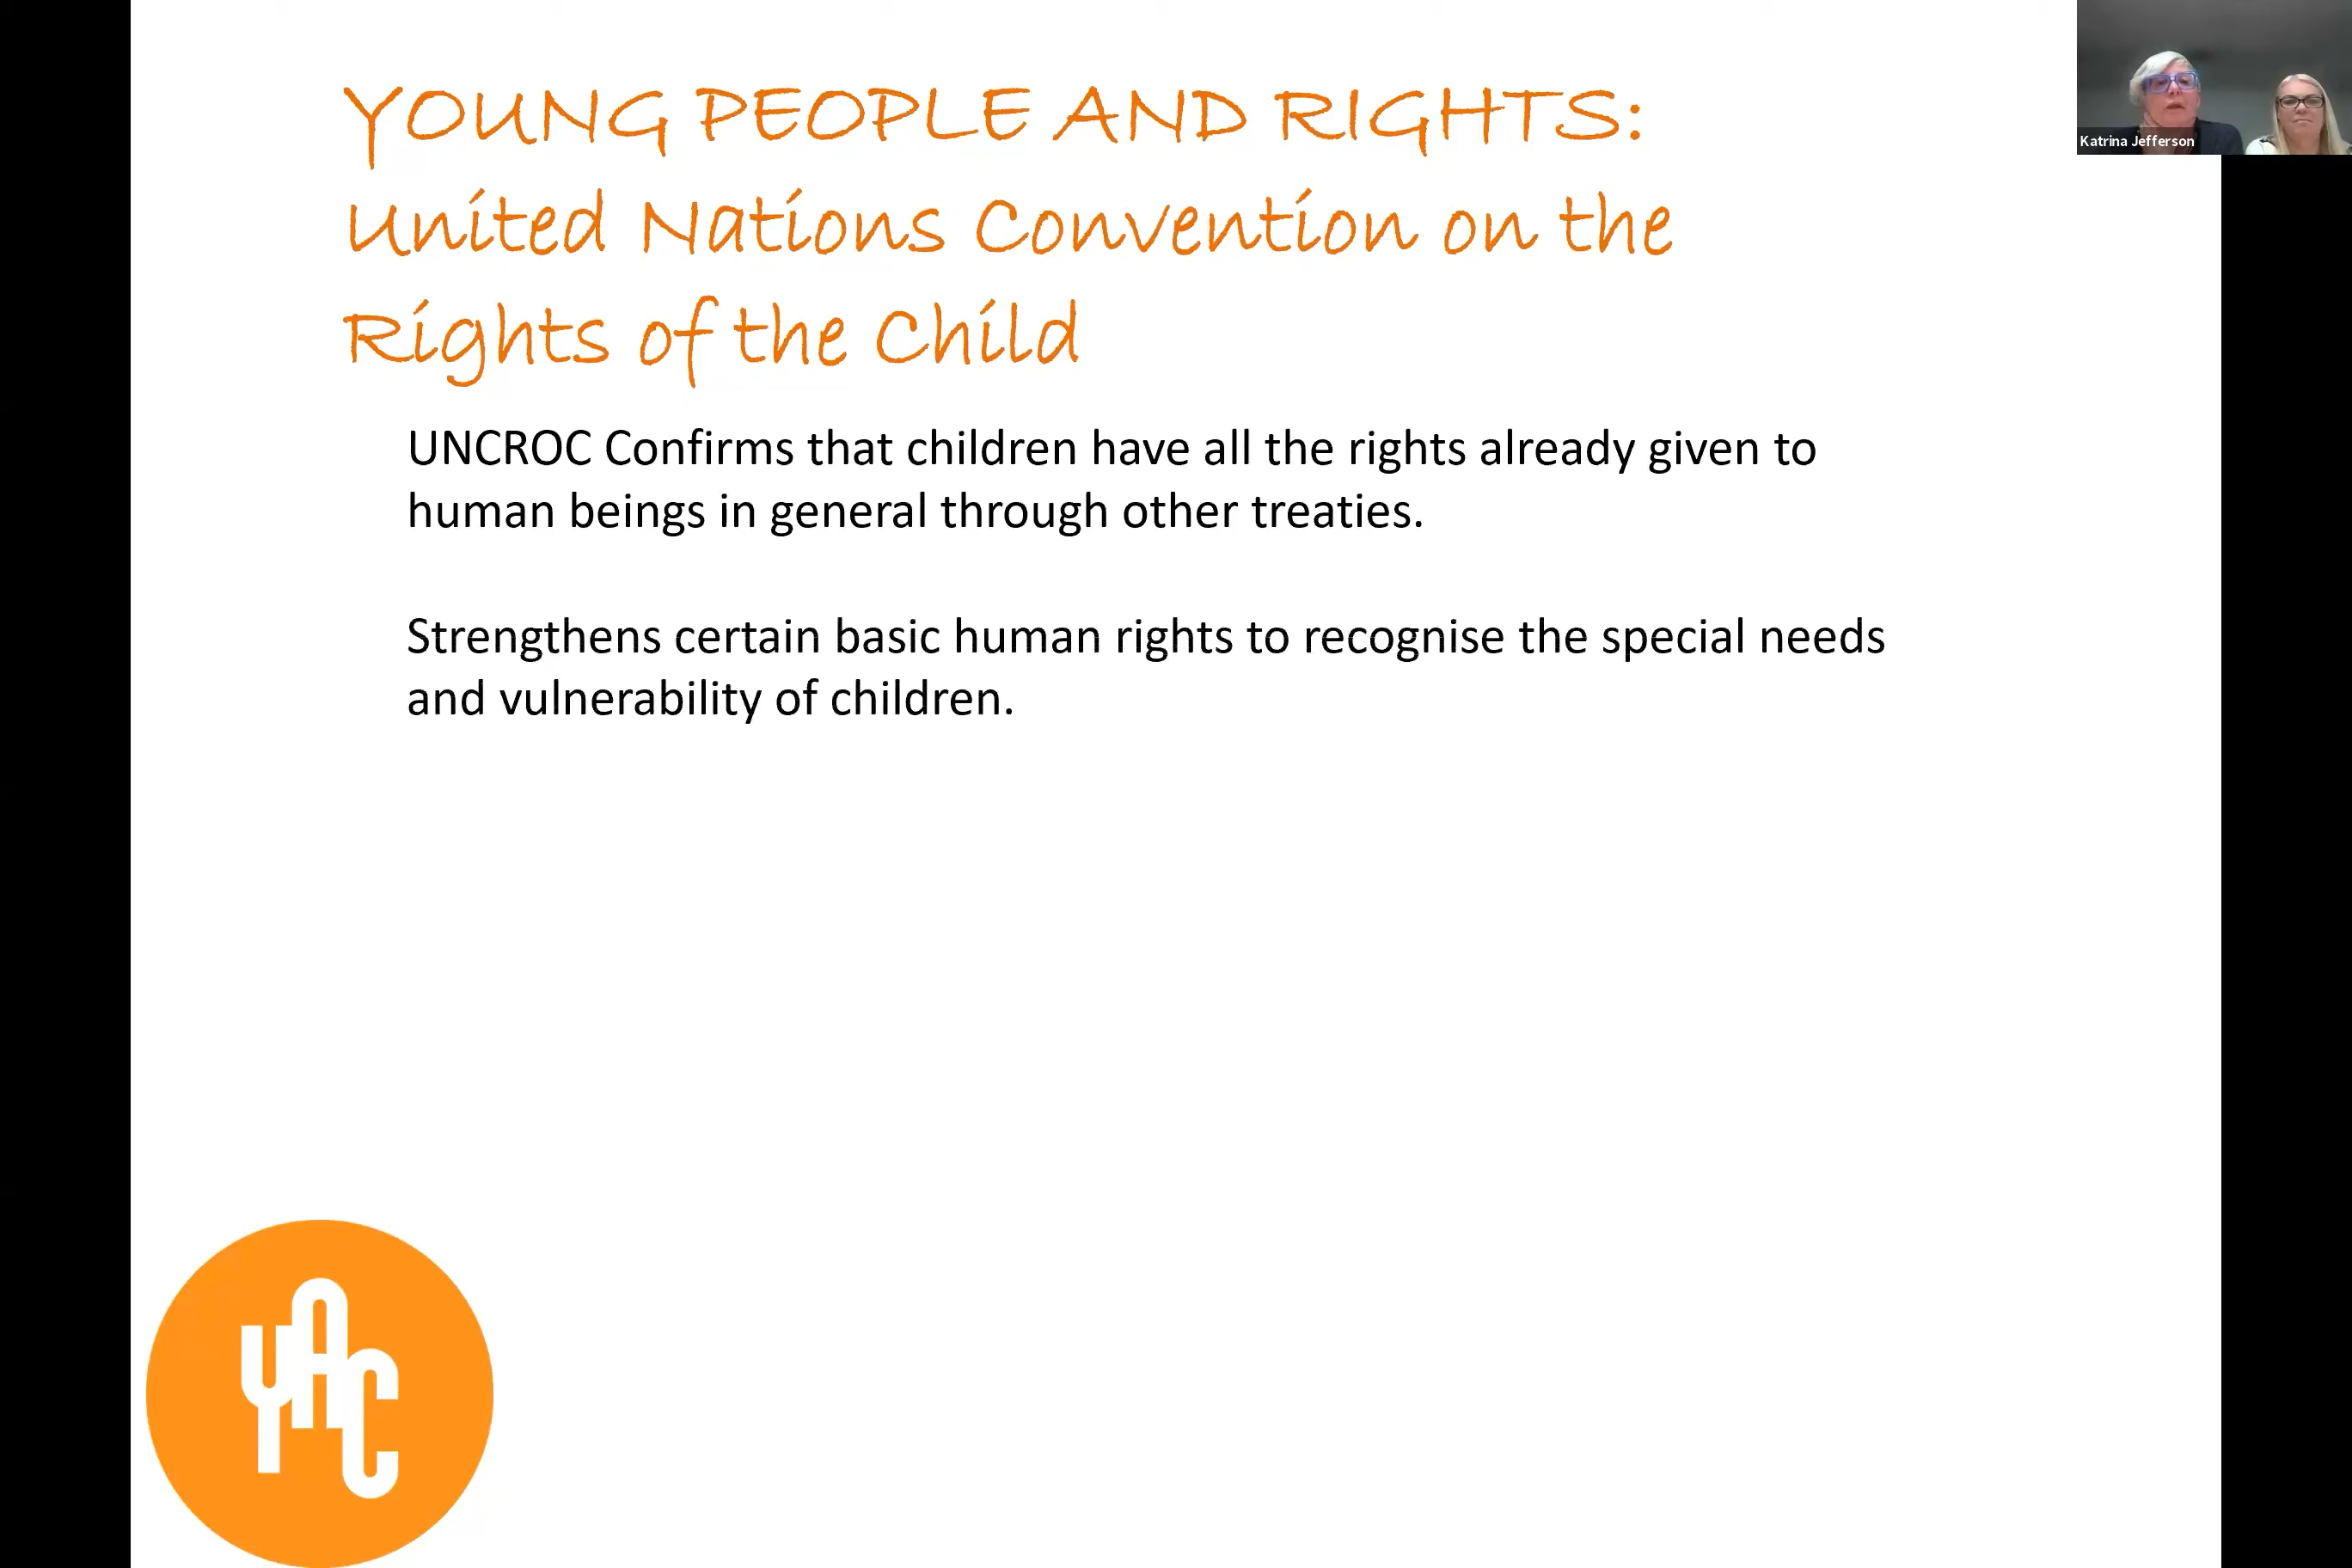 YOUNG PEOPLE AND RIGHTS:
United Nations Convention on the
Rights of the Child
UNCROC Confirms that children have all the rights already given to
human beings in general through other treaties.
Strengthens certain basic human rights to recognise the special needs
and vulnerability of children.
Katrina Jefferson
YAC